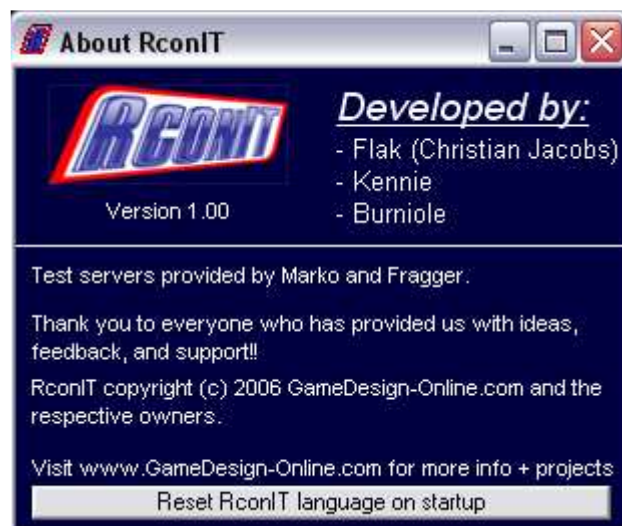 About RconIT
RCONIT
Version 1.00
Developed by:
- Flak (Christian Jacobs)
- Kennie
- Burniole
Test servers provided by Marko and Fragger.
Thank you to everyone who has provided us with ideas,
feedback, and support!!
RconIT copyright (c) 2006 GameDesign-Online.com and the
respective owners.
Visit www.GameDesign-Online.com for more info + projects
Reset RconIT language on startup